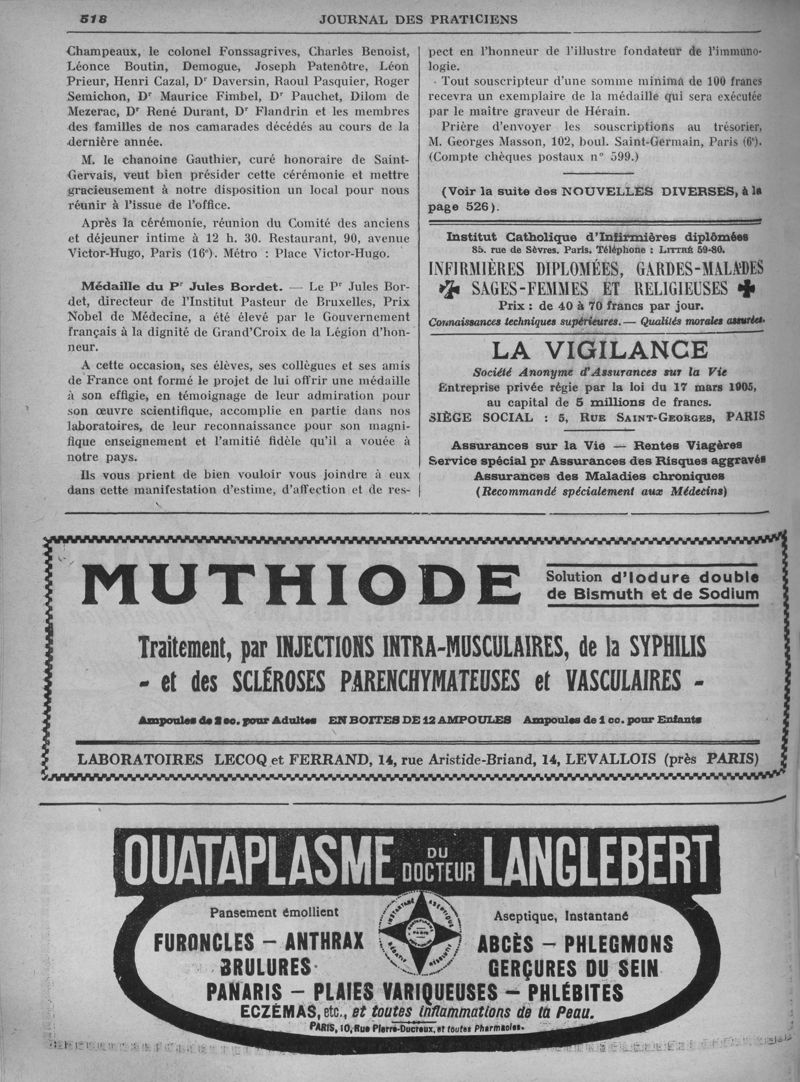 518
JOURNAL DES PRATICIENS
Champeaux, le colonel Fonssagrives, Charles Benoist,
Léonce Boutin, Demogue, Joseph Patenôtre, Léon
Prieur, Henri Cazal, Dr Daversin, Raoul Pasquier, Roger
Semichon, Dr Maurice Fimbel, Dr Pauchet, Dilom de
Mezerac, Dr René Durant, Dr Flandrin et les membres
des familles de nos camarades décédés au cours de la
dernière année.
M. le chanoine Gauthier, curé honoraire de Saint-
Gervais, veut bien présider cette cérémonie et mettre
gracieusement à notre disposition un local pour nous
réunir à l'issue de l'office.
Après la cérémonie, réunion du Comité des anciens
et déjeuner intime à 12 h. 30. Restaurant, 90, avenue
Victor-Hugo, Paris (16e). Métro : Place Victor-Hugo.
Médaille du Pr Jules Bordet. — Le Pr Jules Bor-
det, directeur de l'Institut Pasteur de Bruxelles, Prix
Nobel de Médecine, a été élevé par le Gouvernement
français à la dignité de Grand'Croix de la Légion d'hon-
neur.
A cette occasion, ses élèves, ses collègues et ses amis
de France ont formé le projet de lui offrir une médaille
à son effigie, en témoignage de leur admiration pour
son œuvre scientifique, accomplie en partie dans nos
laboratoires, de leur reconnaissance pour son magni-
fique enseignement et l'amitié fidèle qu'il a vouée à
notre pays.
Ils vous prient de bien vouloir vous joindre à eux
dans cette manifestation d'estime, d'affection et de res-
pect en l'honneur de l'illustre fondateur de l'immuno-
logie.
Tout souscripteur d'une somme minima de 100 francs
recevra un exemplaire de la médaille qui sera exécutée
par le maître graveur de Hérain.
Prière d'envoyer les souscriptions au trésorier,
M. Georges Masson, 102, boul. Saint-Germain, Paris (6e).
(Compte chèques postaux n° 599.)
(Voir la suite des NOUVELLES DIVERSES, à la
page 526).
Institut Catholique d'Infirmières diplômées
85, rue de Sèvres, Paris. Téléphone : LITTRÉ 59-80.
INFIRMIÈRES DIPLOMÉES, GARDES-MALADES
SAGES-FEMMES ET RELIGIEUSES
Prix : de 40 à 70 francs par jour.
Connaissances techniques supérieures. — Qualités morales assurées.
LA VIGILANCE
Société Anonyme d'Assurances sur la Vie
Entreprise privée régie par la loi du 17 mars 1905,
au capital de 5 millions de francs.
SIÈGE SOCIAL : 5, RUE SAINT-GEORGES, PARIS
Assurances sur la Vie — Rentes Viagères
Service spécial pr Assurances des Risques aggravés
Assurances des Maladies chroniques
(Recommandé spécialement aux Médecins)
MUTHIODE
Solution d'Iodure double
de Bismuth et de Sodium
Traitement, par INJECTIONS INTRA-MUSCULAIRES, de la SYPHILIS
- et des SCLÉROSES PARENCHYMATEUSES et VASCULAIRES -
Ampoules de 2 cc. pour Adultes EN BOITES DE 12 AMPOULES Ampoules de 1 cc. pour Enfants
LABORATOIRES LECOQ et FERRAND, 14, rue Aristide-Briand, 14, LEVALLOIS (près PARIS)
OUATAPLASME DU DOCTEUR LANGLEBERT
Pansement émollient
Aseptique, Instantané
INSTANTANÉ ASEPTIQUE
FURONCLES – ANTHRAX
ABCÈS – PHLEGMONS
BRULURES
GERÇURES DU SEIN
PANARIS – PLAIES VARIQUEUSES – PHLÉBITES
ECZÉMAS, etc., et toutes inflammations de la Peau.
PARIS, 10, Rue Pierre-Ducreux, et toutes Pharmacies.